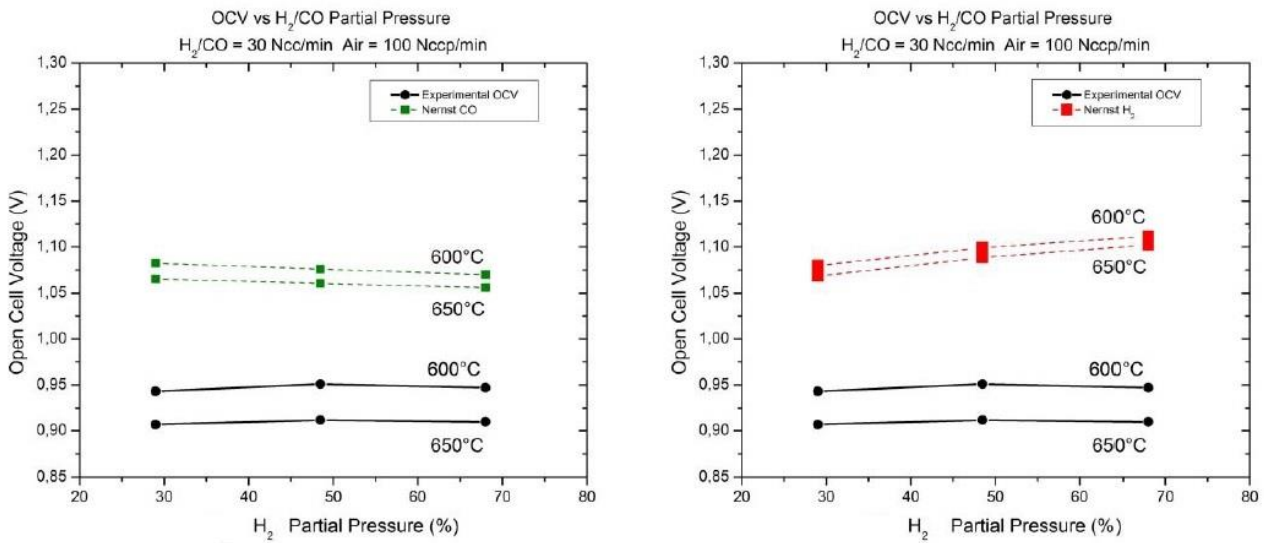 OCV vs H₂/CO Partial Pressure
H₂/CO = 30 Ncc/min Air = 100 Nccp/min
1,30
1,25
1,20
1,15
1,10
1,05
1,00
0,95
0,90
0,85
Open Cell Voltage (V)
Experimental OCV
Nernst CO
600°C
650°C
600°C
650°C
20 30 40 50 60 70 80
H₂ Partial Pressure (%)
OCV vs H₂/CO Partial Pressure
H₂/CO = 30 Ncc/min Air = 100 Nccp/min
1,30
1,25
1,20
1,15
1,10
1,05
1,00
0,95
0,90
0,85
Open Cell Voltage (V)
Experimental OCV
Nernst H₂
600°C
650°C
600°C
650°C
20 30 40 50 60 70 80
H₂ Partial Pressure (%)